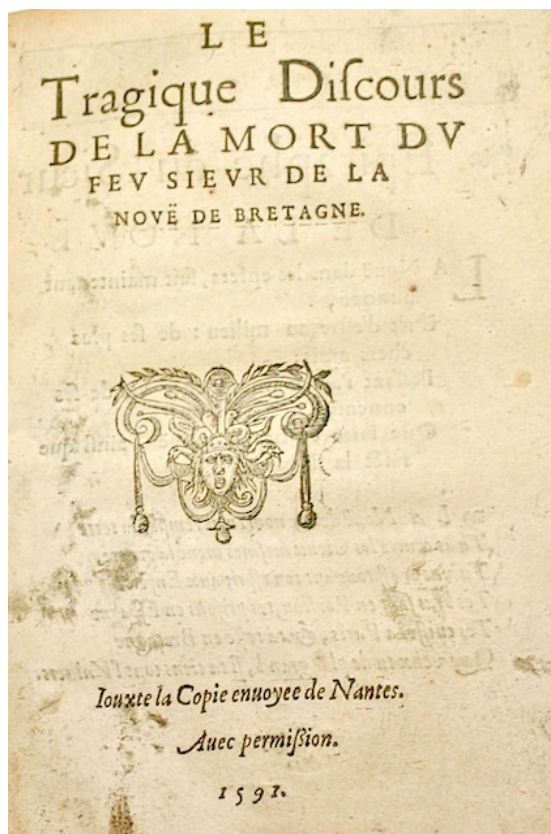 LE
Tragique Diſcours
DE LA MORT DV
FEV SIEVR DE LA
NOVË DE BRETAGNE.
Iouxte la Copie enuoyee de Nantes.
Auec permiſſion.
1591.